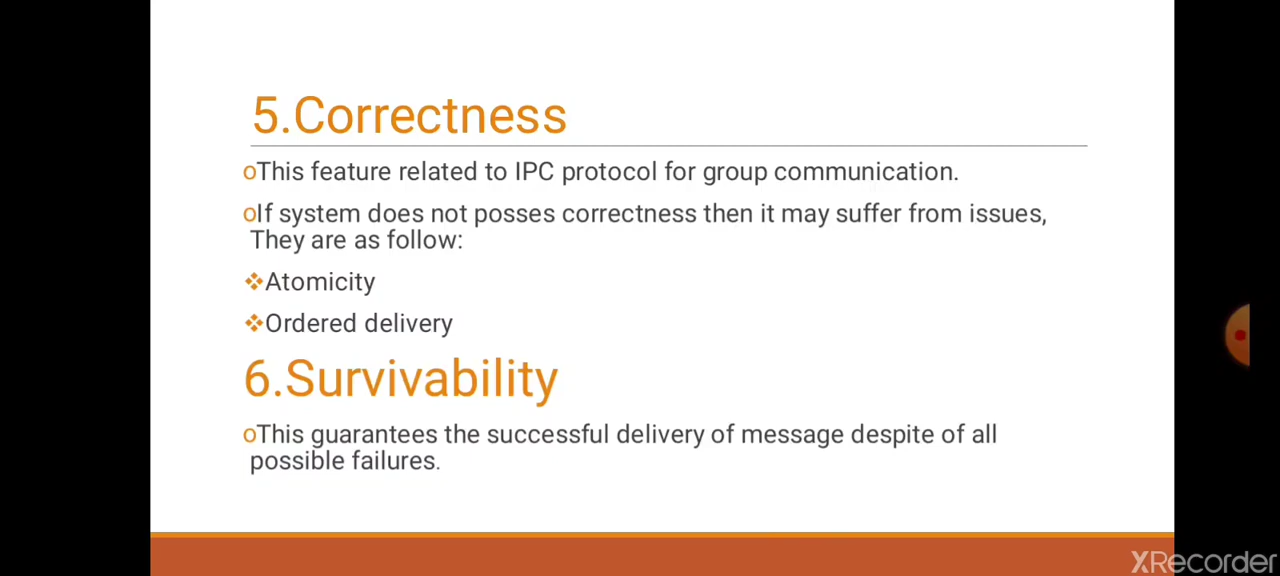 5.Correctness
oThis feature related to IPC protocol for group communication.
oIf system does not posses correctness then it may suffer from issues,
They are as follow:
❖Atomicity
❖Ordered delivery
6.Survivability
oThis guarantees the successful delivery of message despite of all
possible failures.
XRecorder